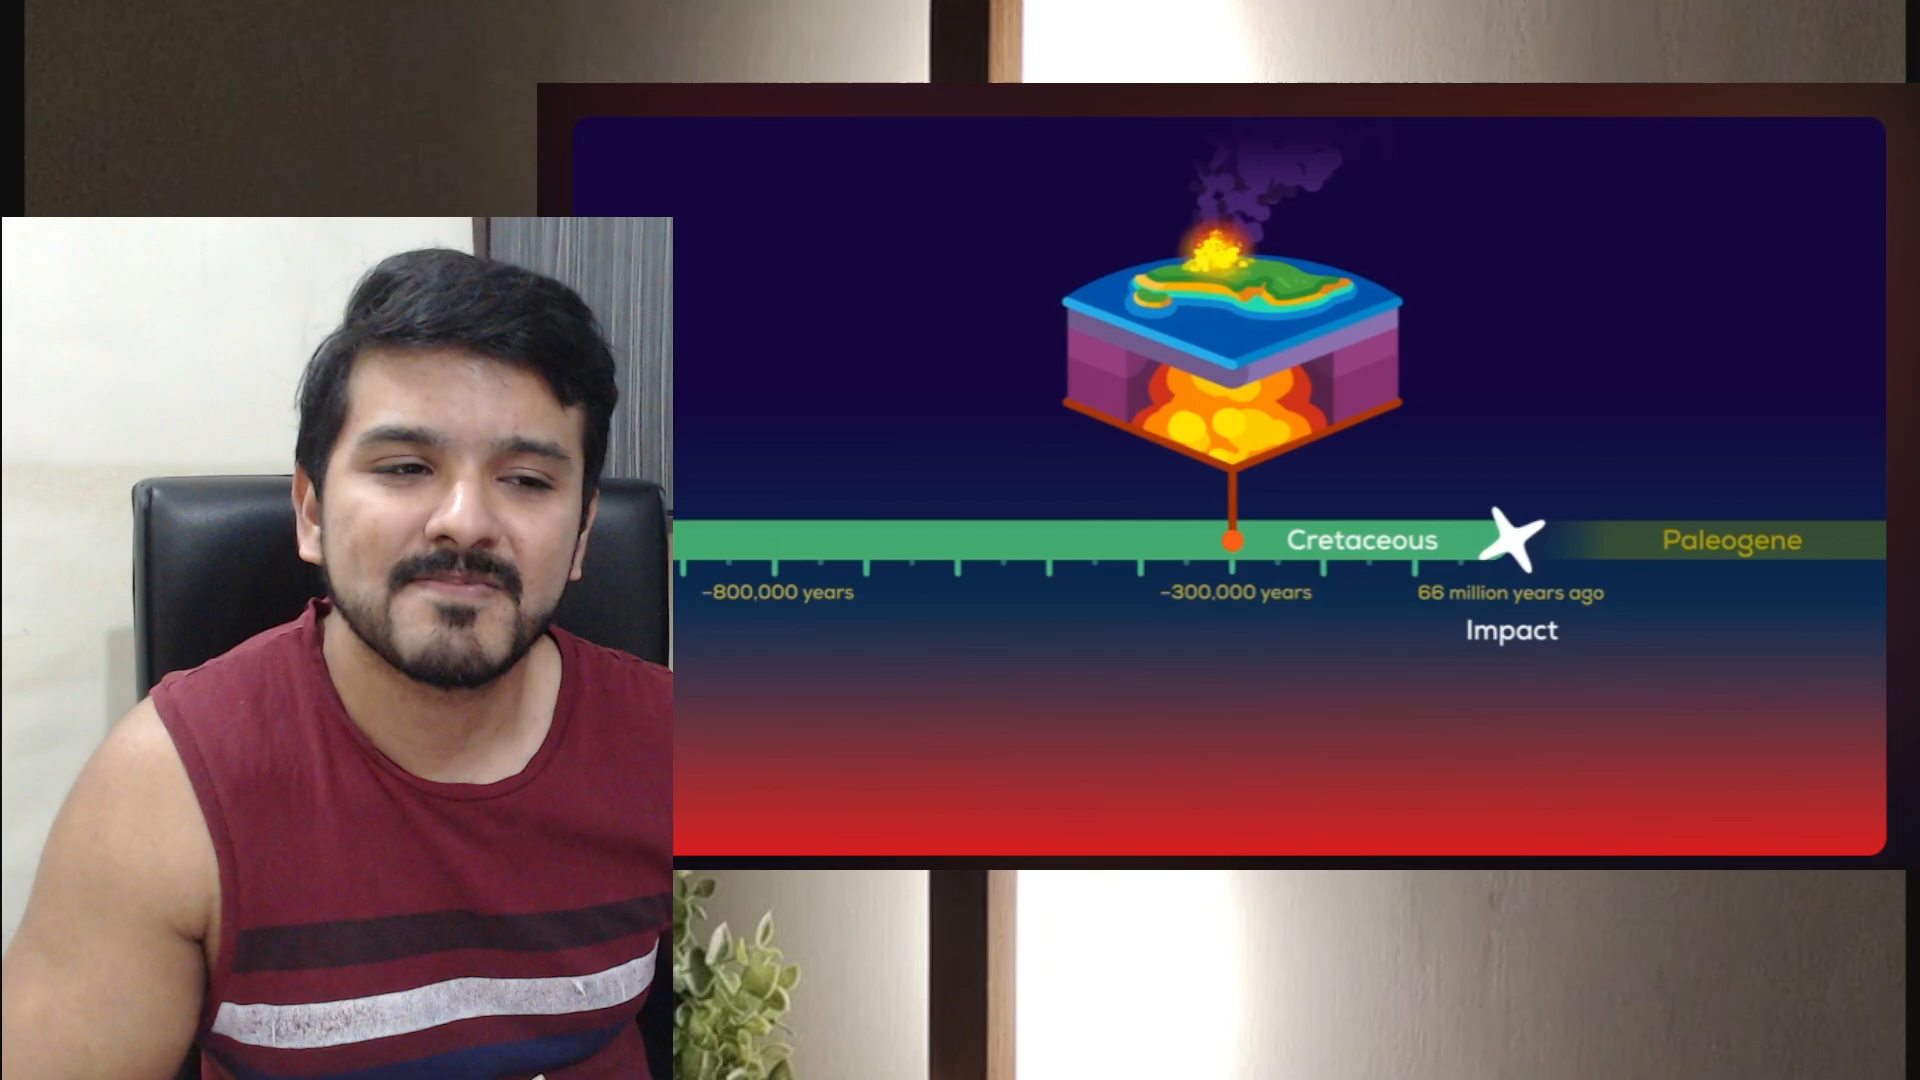 Cretaceous
Paleogene
−800,000 years
−300,000 years
66 million years ago
Impact